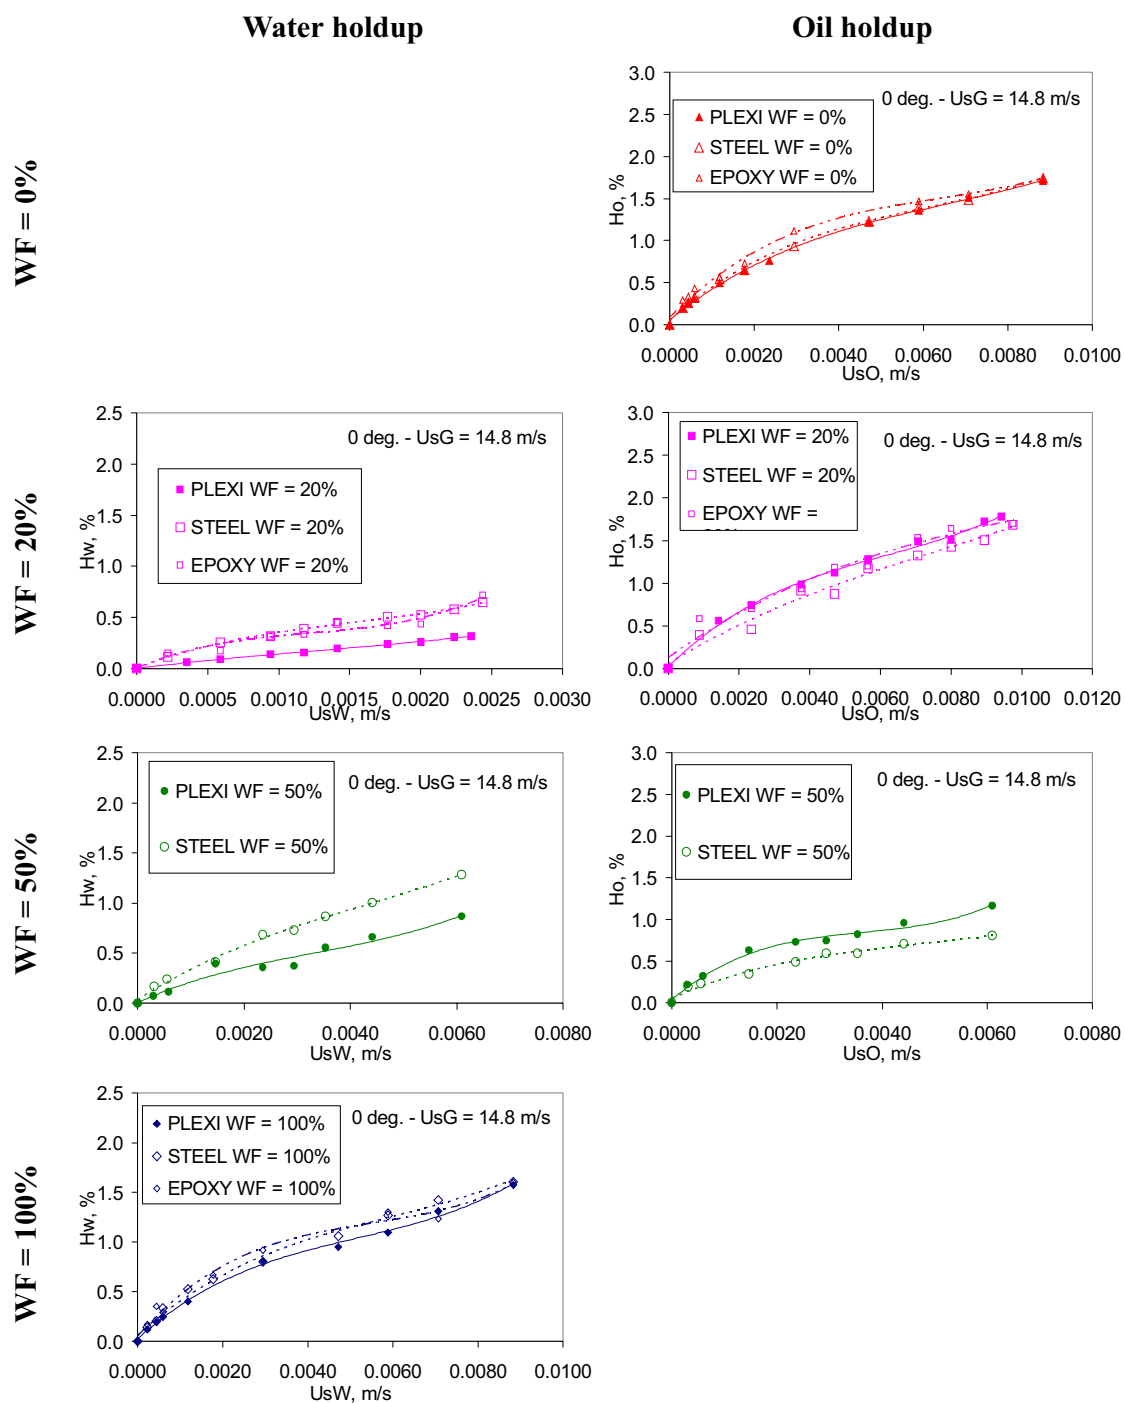 Water holdup
Oil holdup
WF = 0%
3.0
2.5
2.0
1.5
1.0
0.5
0.0
Ho, %
0 deg. - UsG = 14.8 m/s
PLEXI WF = 0%
STEEL WF = 0%
EPOXY WF = 0%
0.0000 0.0020 0.0040 0.0060 0.0080 0.0100
UsO, m/s
WF = 20%
2.5
2.0
1.5
1.0
0.5
0.0
Hw, %
0 deg. - UsG = 14.8 m/s
PLEXI WF = 20%
STEEL WF = 20%
EPOXY WF = 20%
0.0000 0.0005 0.0010 0.0015 0.0020 0.0025 0.0030
UsW, m/s
3.0
2.5
2.0
1.5
1.0
0.5
0.0
Ho, %
0 deg. - UsG = 14.8 m/s
PLEXI WF = 20%
STEEL WF = 20%
EPOXY WF =
0.0000 0.0020 0.0040 0.0060 0.0080 0.0100 0.0120
UsO, m/s
WF = 50%
2.5
2.0
1.5
1.0
0.5
0.0
Hw, %
0 deg. - UsG = 14.8 m/s
PLEXI WF = 50%
STEEL WF = 50%
0.0000 0.0020 0.0040 0.0060 0.0080
UsW, m/s
3.0
2.5
2.0
1.5
1.0
0.5
0.0
Ho, %
0 deg. - UsG = 14.8 m/s
PLEXI WF = 50%
STEEL WF = 50%
0.0000 0.0020 0.0040 0.0060 0.0080
UsO, m/s
WF = 100%
2.5
2.0
1.5
1.0
0.5
0.0
Hw, %
0 deg. - UsG = 14.8 m/s
PLEXI WF = 100%
STEEL WF = 100%
EPOXY WF = 100%
0.0000 0.0020 0.0040 0.0060 0.0080 0.0100
UsW, m/s